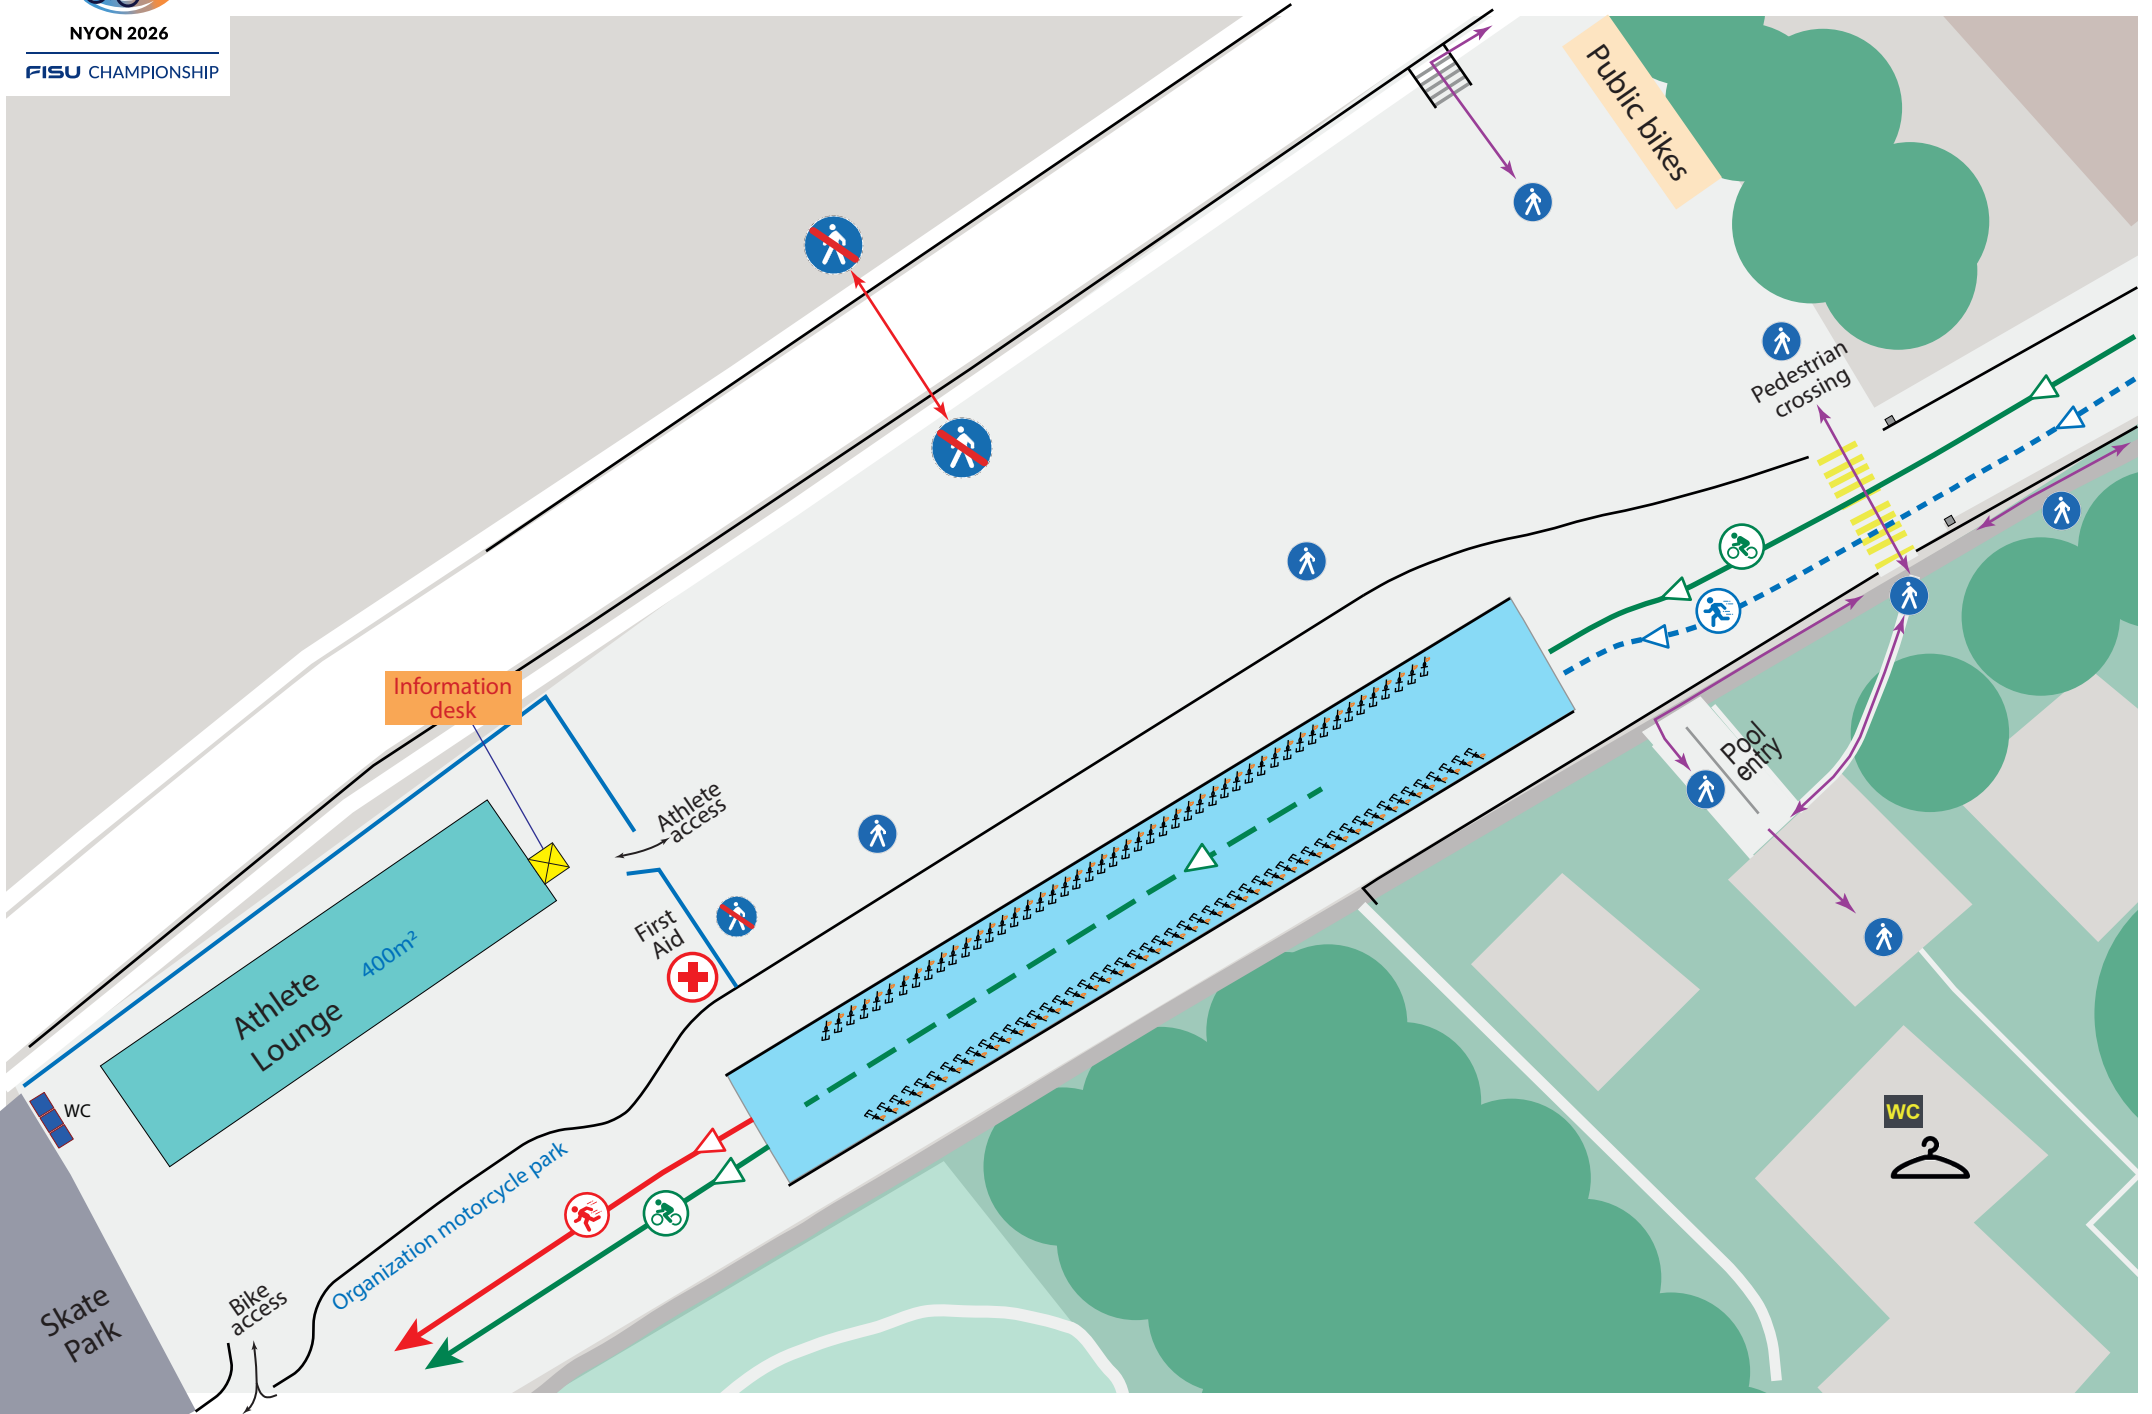 NYON 2026
FISU CHAMPIONSHIP
Public bikes
Pedestrian
crossing
Information
desk
Athlete
access
Pool
entry
First
Aid
400m²
Athlete
Lounge
WC
WC
Organization motorcycle park
Bike
access
Skate
Park